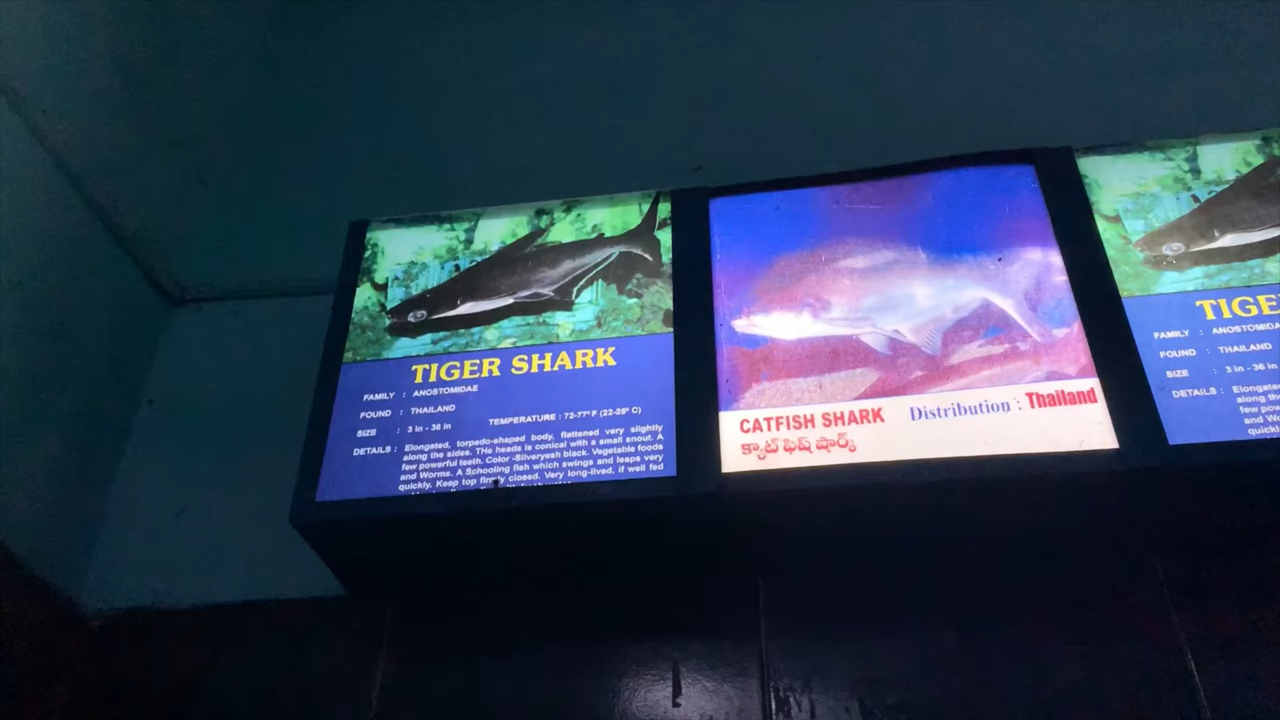 TIGER SHARK
FAMILY : ANOSTOMIDAE
FOUND : THAILAND
SIZE : 3 in - 36 in TEMPERATURE : 72-77° F (22-26° C)
DETAILS : Elongated, torpedo-shaped body, flattened very slightly
along the sides. THe heads is conical with a small snout. A
few powerful teeth. Color -Silveryesh black. Vegetable foods
and Worms. A Schooling fish which swings and leaps very
quickly. Keep top firmly closed. Very long-lived, if well fed
CATFISH SHARK
క్యాట్ ఫిష్ షార్క్
Distribution : Thailand
TIGE
FAMILY : ANOSTOMIDA
FOUND : THAILAND
SIZE : 3 in - 36 in
DETAILS : Elongate
along the
few pow
and Wo
quickl